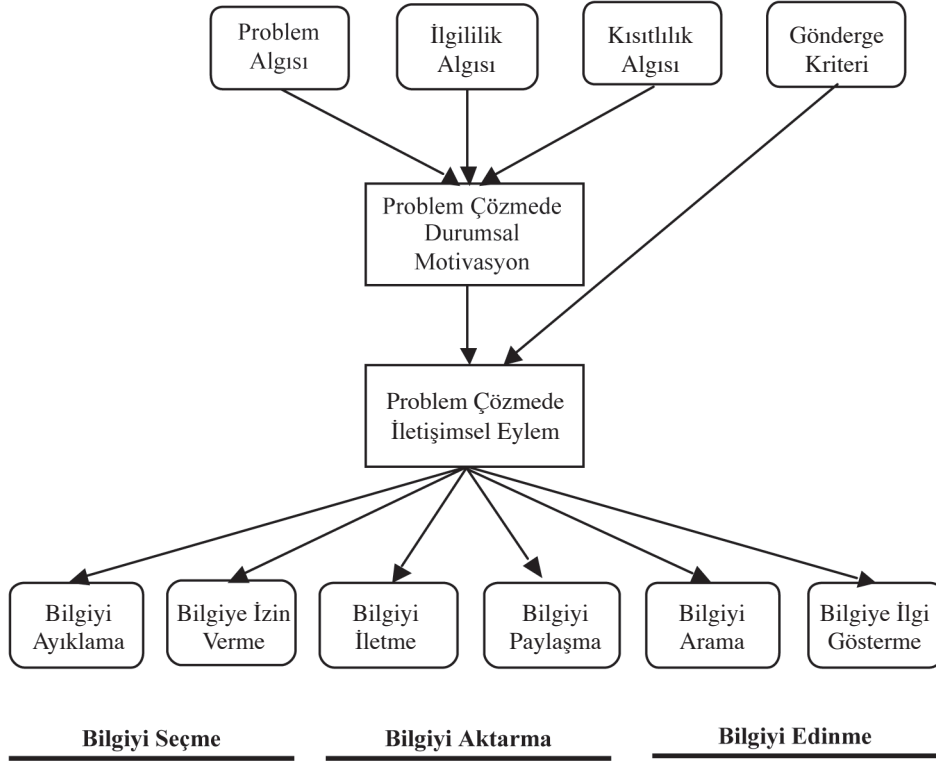 Problem
Algısı
İlgililik
Algısı
Kısıtlılık
Algısı
Gönderge
Kriteri
Problem Çözmede
Durumsal
Motivasyon
Problem Çözmede
İletişimsel Eylem
Bilgiyi
Ayıklama
Bilgiye İzin
Verme
Bilgiyi
İletme
Bilgiyi
Paylaşma
Bilgiyi
Arama
Bilgiye İlgi
Gösterme
Bilgiyi Seçme
Bilgiyi Aktarma
Bilgiyi Edinme